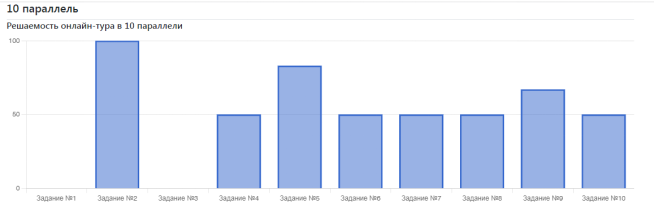 10 параллель
Решаемость онлайн-тура в 10 параллели
100
50
0
Задание №1 Задание №2 Задание №3 Задание №4 Задание №5 Задание №6 Задание №7 Задание №8 Задание №9 Задание №10